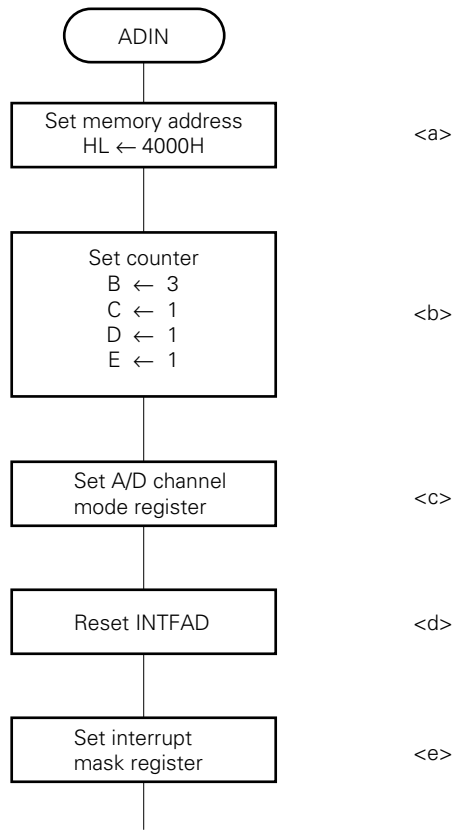 ADIN
Set memory address
HL ← 4000H
<a>
Set counter
B ← 3
C ← 1
D ← 1
E ← 1
<b>
Set A/D channel
mode register
<c>
Reset INTFAD
<d>
Set interrupt
mask register
<e>